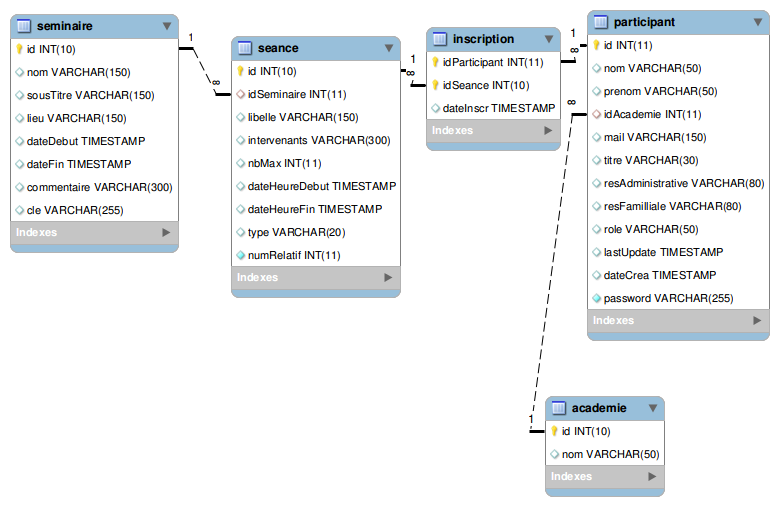 seminaire
id INT(10)
nom VARCHAR(150)
sousTitre VARCHAR(150)
lieu VARCHAR(150)
dateDebut TIMESTAMP
dateFin TIMESTAMP
commentaire VARCHAR(300)
cle VARCHAR(255)
Indexes
1
∞
seance
id INT(10)
idSeminaire INT(11)
libelle VARCHAR(150)
intervenants VARCHAR(300)
nbMax INT(11)
dateHeureDebut TIMESTAMP
dateHeureFin TIMESTAMP
type VARCHAR(20)
numRelatif INT(11)
Indexes
1
∞
inscription
idParticipant INT(11)
idSeance INT(10)
dateInscr TIMESTAMP
Indexes
1
∞
participant
id INT(11)
nom VARCHAR(50)
prenom VARCHAR(50)
idAcademie INT(11)
mail VARCHAR(150)
titre VARCHAR(30)
resAdministrative VARCHAR(80)
resFamilliale VARCHAR(80)
role VARCHAR(50)
lastUpdate TIMESTAMP
dateCrea TIMESTAMP
password VARCHAR(255)
Indexes
∞
1
academie
id INT(10)
nom VARCHAR(50)
Indexes